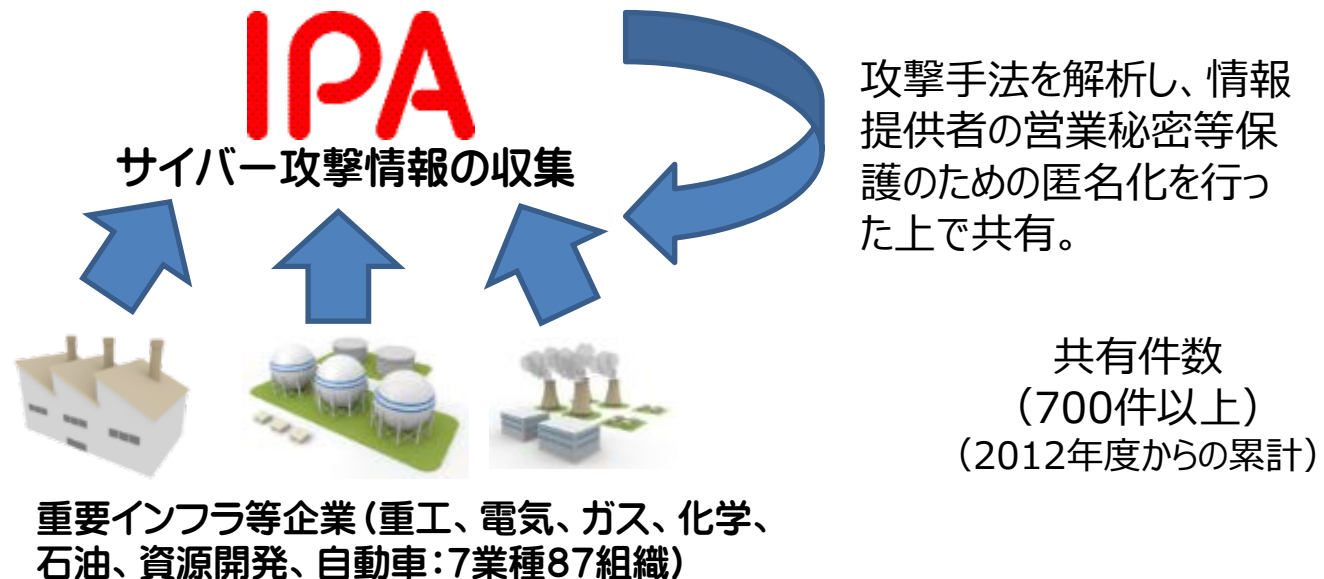 IPA
サイバー攻撃情報の収集
攻撃手法を解析し、情報
提供者の営業秘密等保
護のための匿名化を行っ
た上で共有。
共有件数
（700件以上）
（2012年度からの累計）
重要インフラ等企業（重工、電気、ガス、化学、
石油、資源開発、自動車：7業種87組織）